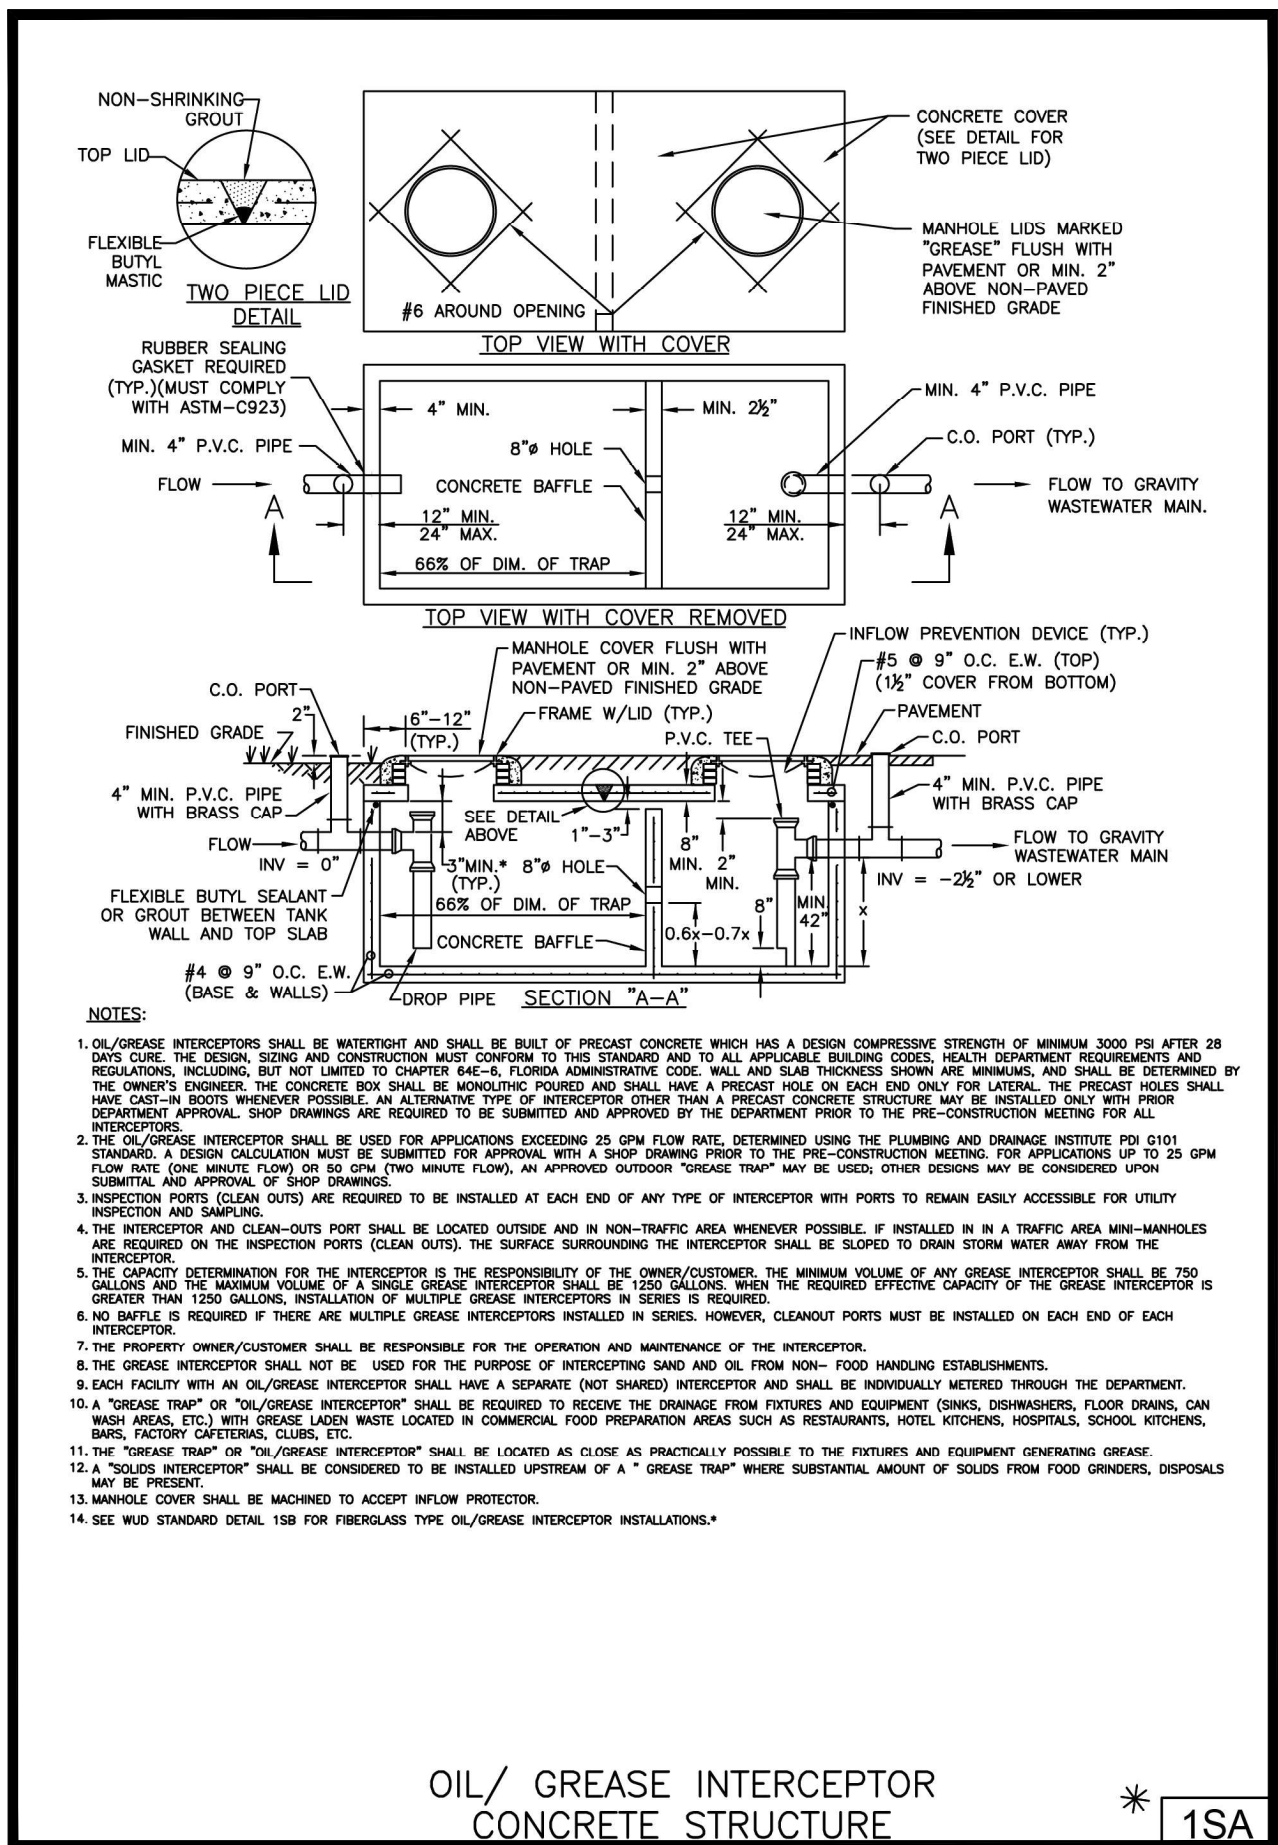 NON-SHRINKING
GROUT
TOP LID
FLEXIBLE
BUTYL
MASTIC
TWO PIECE LID
DETAIL
CONCRETE COVER
(SEE DETAIL FOR
TWO PIECE LID)
MANHOLE LIDS MARKED
"GREASE" FLUSH WITH
PAVEMENT OR MIN. 2"
ABOVE NON-PAVED
FINISHED GRADE
#6 AROUND OPENING
TOP VIEW WITH COVER
RUBBER SEALING
GASKET REQUIRED
(TYP.)(MUST COMPLY
WITH ASTM-C923)
MIN. 4" P.V.C. PIPE
FLOW
A
4" MIN.
MIN. 2½"
8"ø HOLE
CONCRETE BAFFLE
12" MIN.
24" MAX.
12" MIN.
24" MAX.
66% OF DIM. OF TRAP
MIN. 4" P.V.C. PIPE
C.O. PORT (TYP.)
FLOW TO GRAVITY
WASTEWATER MAIN.
A
TOP VIEW WITH COVER REMOVED
MANHOLE COVER FLUSH WITH
PAVEMENT OR MIN. 2" ABOVE
NON-PAVED FINISHED GRADE
INFLOW PREVENTION DEVICE (TYP.)
#5 @ 9" O.C. E.W. (TOP)
(1½" COVER FROM BOTTOM)
C.O. PORT
2"
FINISHED GRADE
6"-12"
(TYP.)
FRAME W/LID (TYP.)
P.V.C. TEE
PAVEMENT
C.O. PORT
4" MIN. P.V.C. PIPE
WITH BRASS CAP
FLOW
INV = 0"
SEE DETAIL
ABOVE
1"-3"
8"
MIN.
2"
MIN.
4" MIN. P.V.C. PIPE
WITH BRASS CAP
FLOW TO GRAVITY
WASTEWATER MAIN
INV = -2½" OR LOWER
3"MIN.*
(TYP.)
8"ø HOLE
66% OF DIM. OF TRAP
8"
MIN.
42"
x
0.6x-0.7x
CONCRETE BAFFLE
FLEXIBLE BUTYL SEALANT
OR GROUT BETWEEN TANK
WALL AND TOP SLAB
#4 @ 9" O.C. E.W.
(BASE & WALLS)
DROP PIPE
SECTION "A-A"
NOTES:
1. OIL/GREASE INTERCEPTORS SHALL BE WATERTIGHT AND SHALL BE BUILT OF PRECAST CONCRETE WHICH HAS A DESIGN COMPRESSIVE STRENGTH OF MINIMUM 3000 PSI AFTER 28
DAYS CURE. THE DESIGN, SIZING AND CONSTRUCTION MUST CONFORM TO THIS STANDARD AND TO ALL APPLICABLE BUILDING CODES, HEALTH DEPARTMENT REQUIREMENTS AND
REGULATIONS, INCLUDING, BUT NOT LIMITED TO CHAPTER 64E-6, FLORIDA ADMINISTRATIVE CODE. WALL AND SLAB THICKNESS SHOWN ARE MINIMUMS, AND SHALL BE DETERMINED BY
THE OWNER'S ENGINEER. THE CONCRETE BOX SHALL BE MONOLITHIC POURED AND SHALL HAVE A PRECAST HOLE ON EACH END ONLY FOR LATERAL. THE PRECAST HOLES SHALL
HAVE CAST-IN BOOTS WHENEVER POSSIBLE. AN ALTERNATIVE TYPE OF INTERCEPTOR OTHER THAN A PRECAST CONCRETE STRUCTURE MAY BE INSTALLED ONLY WITH PRIOR
DEPARTMENT APPROVAL. SHOP DRAWINGS ARE REQUIRED TO BE SUBMITTED AND APPROVED BY THE DEPARTMENT PRIOR TO THE PRE-CONSTRUCTION MEETING FOR ALL
INTERCEPTORS.
2. THE OIL/GREASE INTERCEPTOR SHALL BE USED FOR APPLICATIONS EXCEEDING 25 GPM FLOW RATE, DETERMINED USING THE PLUMBING AND DRAINAGE INSTITUTE PDI G101
STANDARD. A DESIGN CALCULATION MUST BE SUBMITTED FOR APPROVAL WITH A SHOP DRAWING PRIOR TO THE PRE-CONSTRUCTION MEETING. FOR APPLICATIONS UP TO 25 GPM
FLOW RATE (ONE MINUTE FLOW) OR 50 GPM (TWO MINUTE FLOW), AN APPROVED OUTDOOR "GREASE TRAP" MAY BE USED; OTHER DESIGNS MAY BE CONSIDERED UPON
SUBMITTAL AND APPROVAL OF SHOP DRAWINGS.
3. INSPECTION PORTS (CLEAN OUTS) ARE REQUIRED TO BE INSTALLED AT EACH END OF ANY TYPE OF INTERCEPTOR WITH PORTS TO REMAIN EASILY ACCESSIBLE FOR UTILITY
INSPECTION AND SAMPLING.
4. THE INTERCEPTOR AND CLEAN-OUTS PORT SHALL BE LOCATED OUTSIDE AND IN NON-TRAFFIC AREA WHENEVER POSSIBLE. IF INSTALLED IN IN A TRAFFIC AREA MINI-MANHOLES
ARE REQUIRED ON THE INSPECTION PORTS (CLEAN OUTS). THE SURFACE SURROUNDING THE INTERCEPTOR SHALL BE SLOPED TO DRAIN STORM WATER AWAY FROM THE
INTERCEPTOR.
5. THE CAPACITY DETERMINATION FOR THE INTERCEPTOR IS THE RESPONSIBILITY OF THE OWNER/CUSTOMER. THE MINIMUM VOLUME OF ANY GREASE INTERCEPTOR SHALL BE 750
GALLONS AND THE MAXIMUM VOLUME OF A SINGLE GREASE INTERCEPTOR SHALL BE 1250 GALLONS. WHEN THE REQUIRED EFFECTIVE CAPACITY OF THE GREASE INTERCEPTOR IS
GREATER THAN 1250 GALLONS, INSTALLATION OF MULTIPLE GREASE INTERCEPTORS IN SERIES IS REQUIRED.
6. NO BAFFLE IS REQUIRED IF THERE ARE MULTIPLE GREASE INTERCEPTORS INSTALLED IN SERIES. HOWEVER, CLEANOUT PORTS MUST BE INSTALLED ON EACH END OF EACH
INTERCEPTOR.
7. THE PROPERTY OWNER/CUSTOMER SHALL BE RESPONSIBLE FOR THE OPERATION AND MAINTENANCE OF THE INTERCEPTOR.
8. THE GREASE INTERCEPTOR SHALL NOT BE USED FOR THE PURPOSE OF INTERCEPTING SAND AND OIL FROM NON- FOOD HANDLING ESTABLISHMENTS.
9. EACH FACILITY WITH AN OIL/GREASE INTERCEPTOR SHALL HAVE A SEPARATE (NOT SHARED) INTERCEPTOR AND SHALL BE INDIVIDUALLY METERED THROUGH THE DEPARTMENT.
10. A "GREASE TRAP" OR "OIL/GREASE INTERCEPTOR" SHALL BE REQUIRED TO RECEIVE THE DRAINAGE FROM FIXTURES AND EQUIPMENT (SINKS, DISHWASHERS, FLOOR DRAINS, CAN
WASH AREAS, ETC.) WITH GREASE LADEN WASTE LOCATED IN COMMERCIAL FOOD PREPARATION AREAS SUCH AS RESTAURANTS, HOTEL KITCHENS, HOSPITALS, SCHOOL KITCHENS,
BARS, FACTORY CAFETERIAS, CLUBS, ETC.
11. THE "GREASE TRAP" OR "OIL/GREASE INTERCEPTOR" SHALL BE LOCATED AS CLOSE AS PRACTICALLY POSSIBLE TO THE FIXTURES AND EQUIPMENT GENERATING GREASE.
12. A "SOLIDS INTERCEPTOR" SHALL BE CONSIDERED TO BE INSTALLED UPSTREAM OF A " GREASE TRAP" WHERE SUBSTANTIAL AMOUNT OF SOLIDS FROM FOOD GRINDERS, DISPOSALS
MAY BE PRESENT.
13. MANHOLE COVER SHALL BE MACHINED TO ACCEPT INFLOW PROTECTOR.
14. SEE WUD STANDARD DETAIL 1SB FOR FIBERGLASS TYPE OIL/GREASE INTERCEPTOR INSTALLATIONS.*
OIL/ GREASE INTERCEPTOR
CONCRETE STRUCTURE
* 1SA